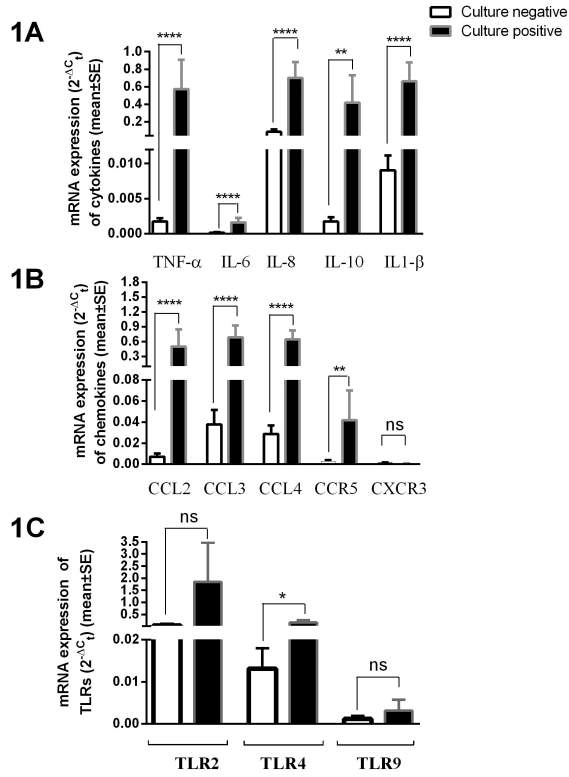 Culture negative
Culture positive
1A
mRNA expression (2-ΔCt)
of cytokines (mean±SE)
1.0
0.8
0.6
0.4
0.2
0.010
0.005
0.000
****
****
****
**
****
TNF-α IL-6 IL-8 IL-10 IL1-β
1B
mRNA expression (2-ΔCt)
of chemokines (mean±SE)
1.8
1.5
1.2
0.9
0.6
0.3
0.08
0.06
0.04
0.02
0.00
****
****
****
**
ns
CCL2 CCL3 CCL4 CCR5 CXCR3
1C
mRNA expression of
TLRs (2-ΔCt) (mean±SE)
3.5
3.0
2.5
2.0
1.5
1.0
0.5
0.02
0.01
0.00
ns
*
ns
TLR2 TLR4 TLR9